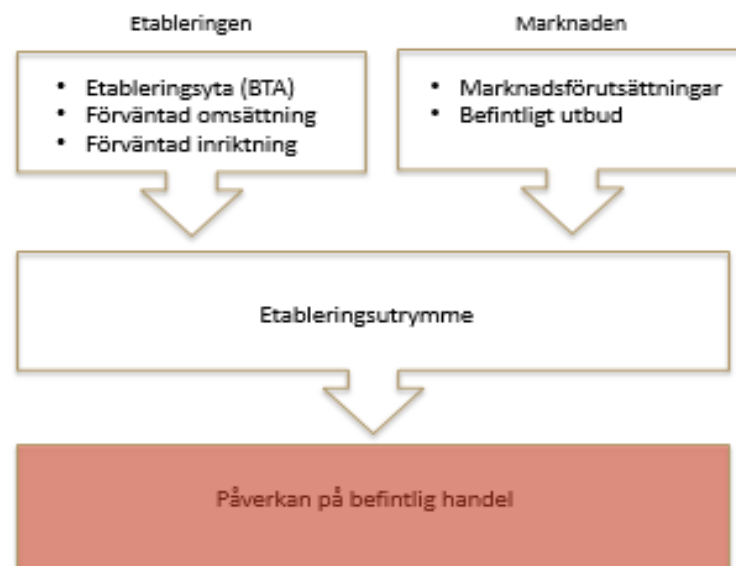 Etableringen
• Etableringsyta (BTA)
• Förväntad omsättning
• Förväntad inriktning
Marknaden
• Marknadsförutsättningar
• Befintligt utbud
Etableringsutrymme
Påverkan på befintlig handel